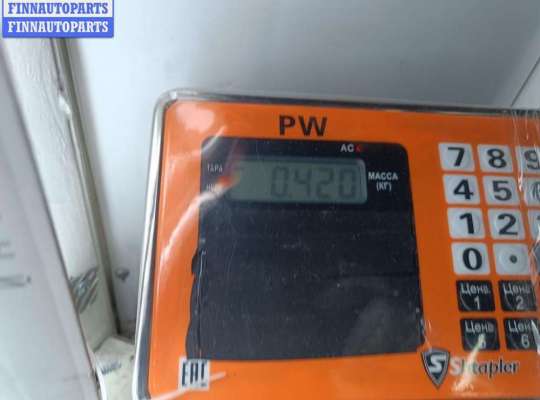 FINNAUTOPARTS
FINNAUTOPARTS
PW
AC
ТАРА
0.420
МАССА
(КГ)
7 8 9
4 5
1 2
0 .
Цена 1
Цена 2
Цена
Цена 6
EAC
S Shtapler